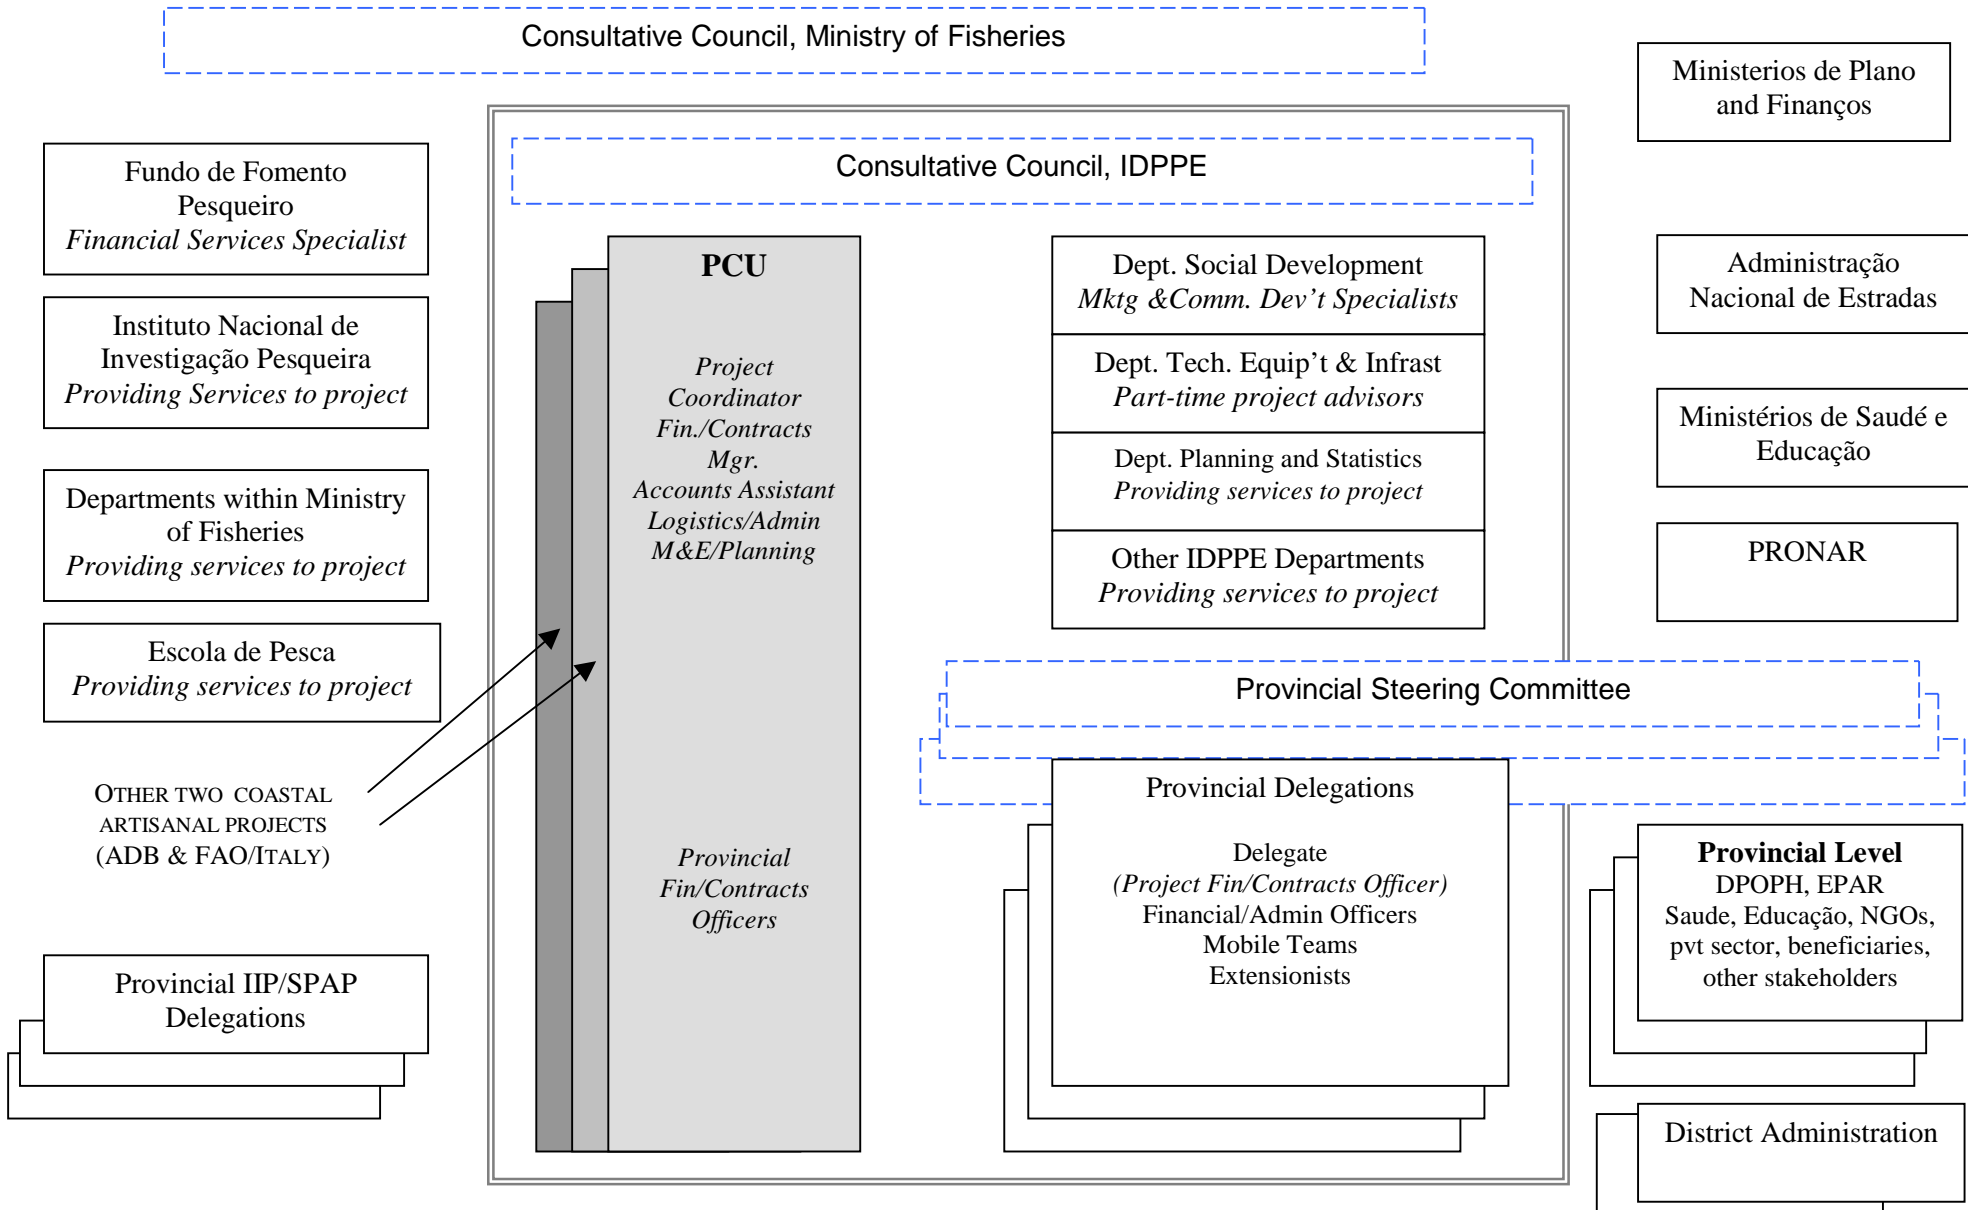 Consultative Council, Ministry of Fisheries
Ministerios de Plano
and Finanços
Fundo de Fomento
Pesqueiro
Financial Services Specialist
Instituto Nacional de
Investigação Pesqueira
Providing Services to project
Departments within Ministry
of Fisheries
Providing services to project
Escola de Pesca
Providing services to project
OTHER TWO COASTAL
ARTISANAL PROJECTS
(ADB & FAO/ITALY)
Provincial IIP/SPAP
Delegations
Consultative Council, IDPPE
PCU
Project
Coordinator
Fin./Contracts
Mgr.
Accounts Assistant
Logistics/Admin
M&E/Planning
Provincial
Fin/Contracts
Officers
Dept. Social Development
Mktg &Comm. Dev’t Specialists
Dept. Tech. Equip’t & Infrast
Part-time project advisors
Dept. Planning and Statistics
Providing services to project
Other IDPPE Departments
Providing services to project
Provincial Steering Committee
Provincial Delegations
Delegate
(Project Fin/Contracts Officer)
Financial/Admin Officers
Mobile Teams
Extensionists
Administração
Nacional de Estradas
Ministérios de Saudé e
Educação
PRONAR
Provincial Level
DPOPH, EPAR
Saude, Educação, NGOs,
pvt sector, beneficiaries,
other stakeholders
District Administration